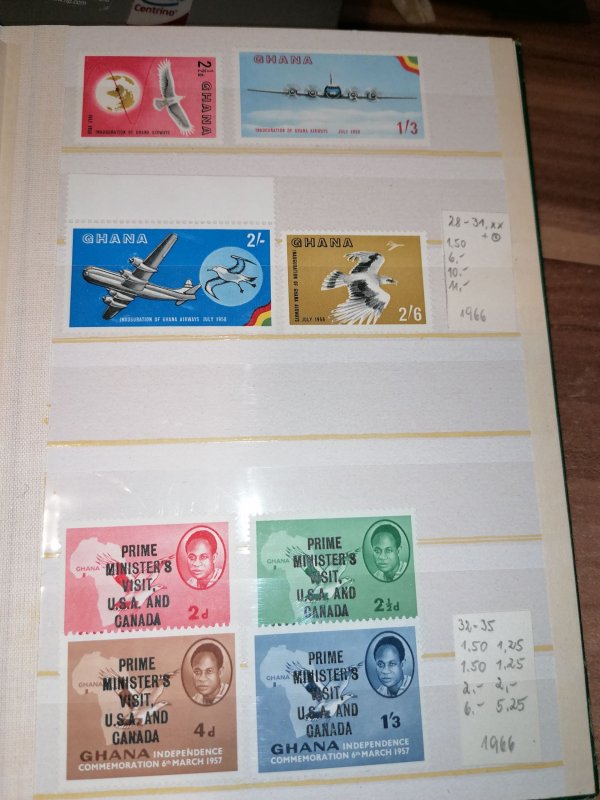 Centrino
2½d
GHANA
JULY 1958
INAUGURATION OF GHANA AIRWAYS
GHANA
INAUGURATION OF GHANA AIRWAYS JULY 1958
1/3
GHANA
2/-
INAUGURATION OF GHANA AIRWAYS JULY 1958
GHANA
INAUGURATION OF GHANA AIRWAYS
JULY 1958
2/6
28-31, xx
1.50
6,-
10.-
11,-
1966
PRIME
MINISTER'S
VISIT,
U.S.A. AND
CANADA
2d
PRIME
MINISTER'S
VISIT,
U.S.A. AND
CANADA
2½d
PRIME
MINISTER'S
VISIT,
U.S.A. AND
CANADA
4d
GHANA INDEPENDENCE
COMMEMORATION 6th MARCH 1957
PRIME
MINISTER'S
VISIT,
U.S.A. AND
CANADA
1'3
GHANA INDEPENDENCE
COMMEMORATION 6th MARCH 1957
32-35
1.50 1,25
1.50 1.25
2,- 2,-
6.- 5.25
1966